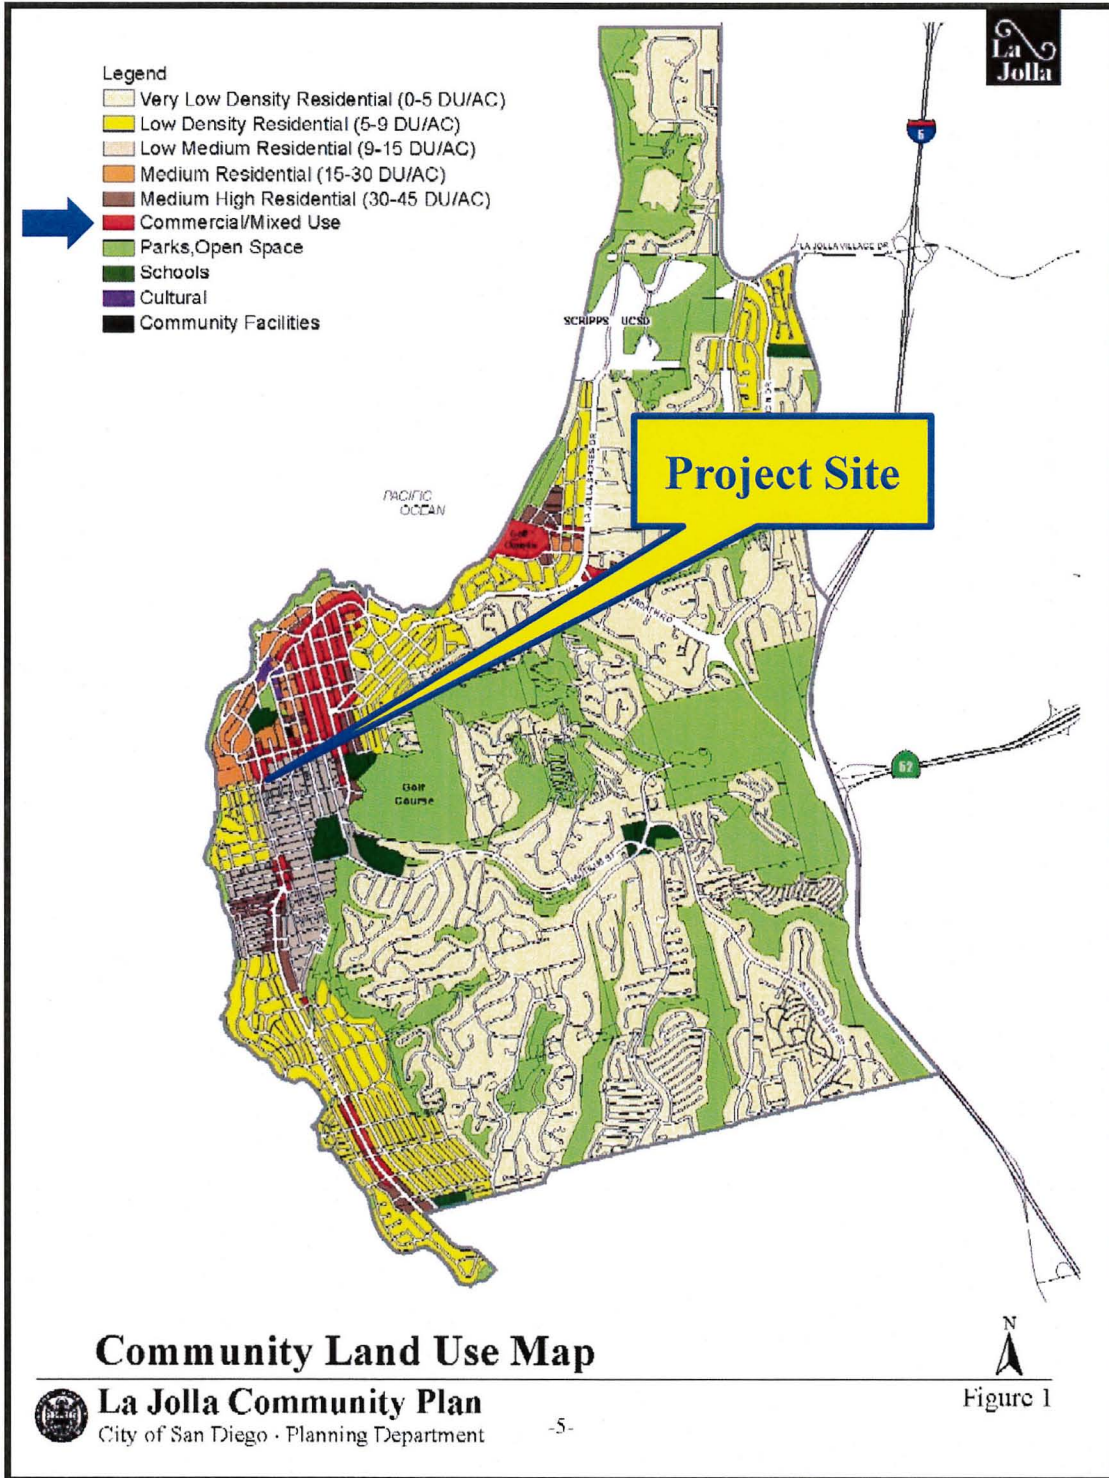 La
Jolla
Legend
Very Low Density Residential (0-5 DU/AC)
Low Density Residential (5-9 DU/AC)
Low Medium Residential (9-15 DU/AC)
Medium Residential (15-30 DU/AC)
Medium High Residential (30-45 DU/AC)
Commercial/Mixed Use
Parks,Open Space
Schools
Cultural
Community Facilities
5
LA JOLLA VILLAGE DR
SCRIPPS UCSD
LA JOLLA SHORES DR
Project Site
PACIFIC
OCEAN
52
Golf
Course
N
Community Land Use Map
La Jolla Community Plan
City of San Diego · Planning Department
-5-
Figure 1